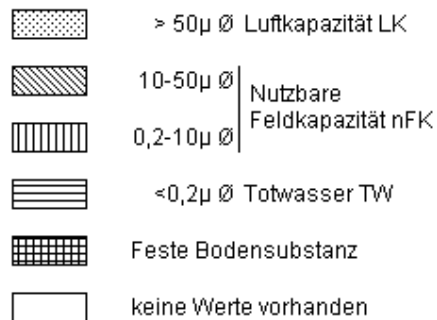 > 50µ Ø Luftkapazität LK
10-50µ Ø
Nutzbare
Feldkapazität nFK
0,2-10µ Ø
<0,2µ Ø Totwasser TW
Feste Bodensubstanz
keine Werte vorhanden